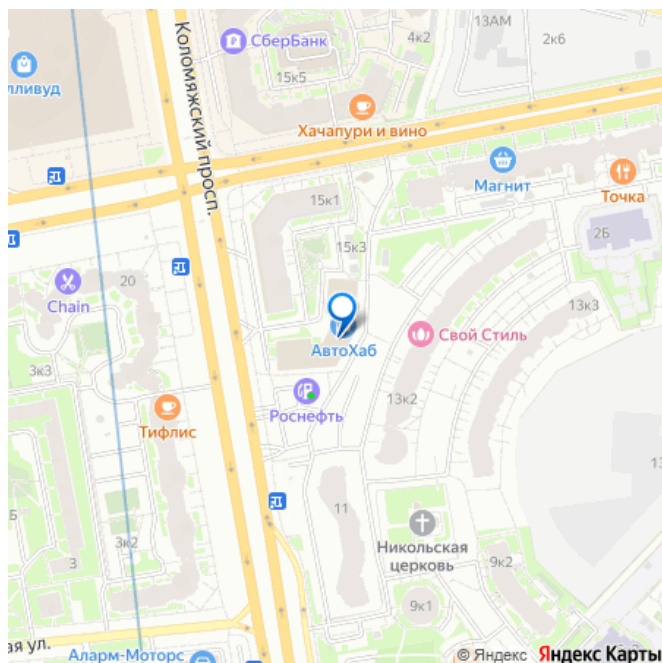 13АМ
4к2
2к6
СберБанк
лливуд
15к5
Коломяжский просп.
Хачапури и вино
Магнит
Точка
15к1
2Б
15к3
20
Chain
13к3
Свой Стиль
АвтоХаб
3к3
13к2
Роснефть
Тифлис
13
11
Б
Никольская
церковь
3к2
3
9к2
9к1
ая ул.
Аларм-Моторс
© Яндекс Яндекс Карты